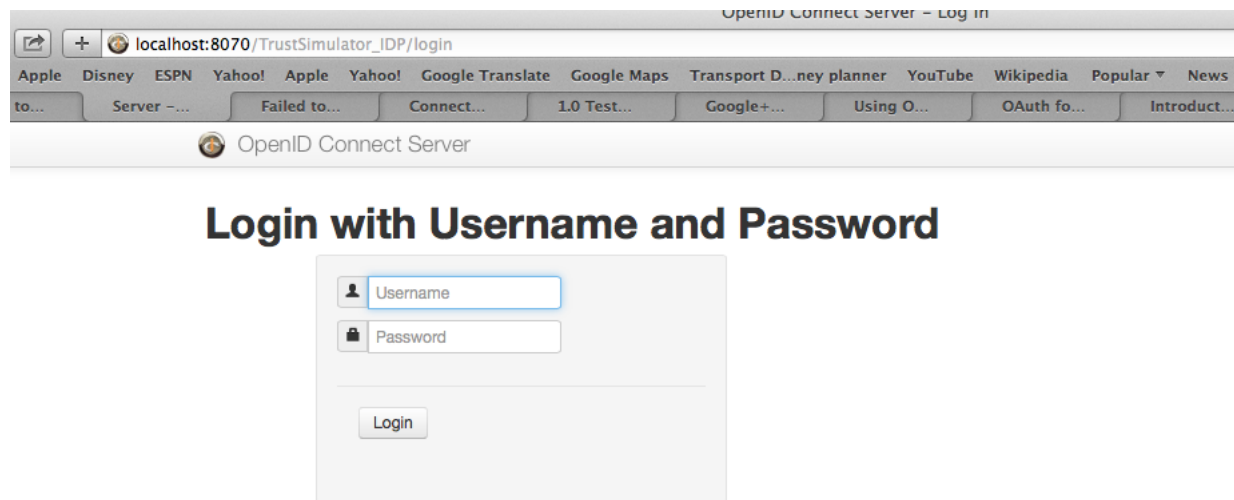 OpenID Connect Server – Log In
localhost:8070/TrustSimulator_IDP/login
Apple Disney ESPN Yahoo! Apple Yahoo! Google Translate Google Maps Transport D...ney planner YouTube Wikipedia Popular News
to... Server –... Failed to... Connect... 1.0 Test... Google+... Using O... OAuth fo... Introduct...
OpenID Connect Server
Login with Username and Password
Username
Password
Login